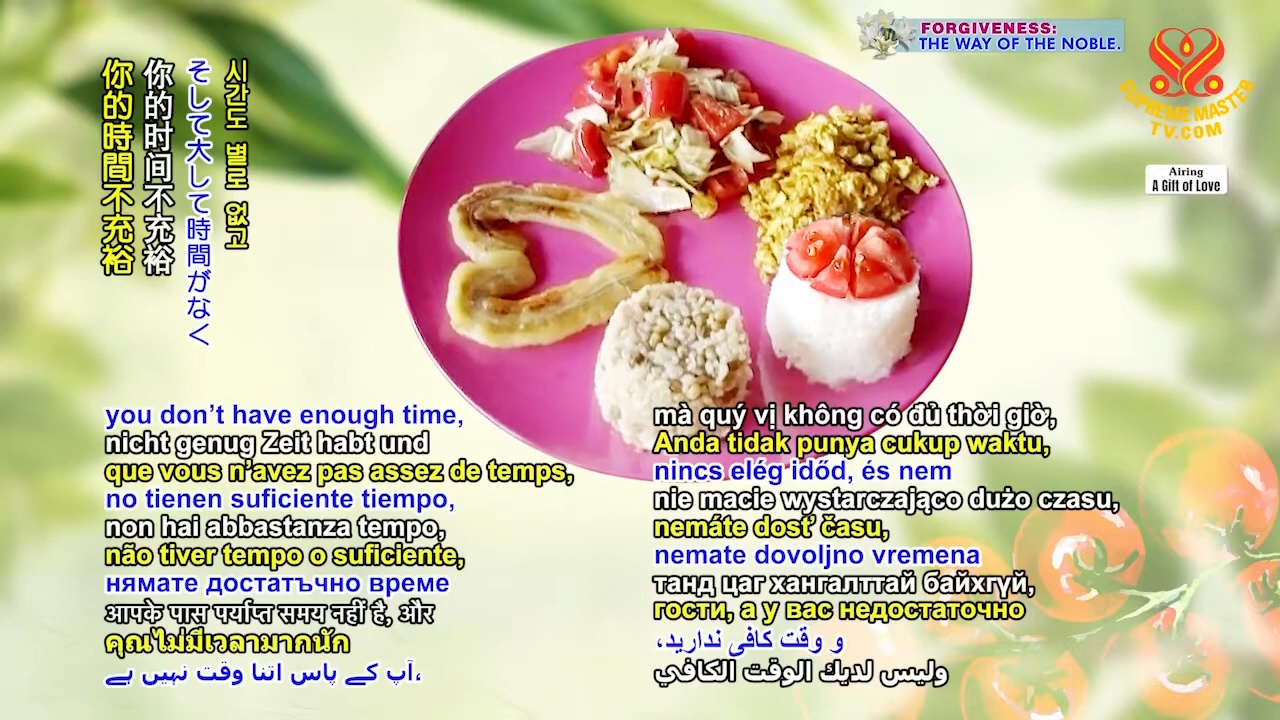 FORGIVENESS:
THE WAY OF THE NOBLE.
SUPREME MASTER
TV.COM
Airing
A Gift of Love
你的時間不充裕
你的时间不充裕
そして大して時間がなく
시간도 별로 없고
you don’t have enough time,
nicht genug Zeit habt und
que vous n’avez pas assez de temps,
no tienen suficiente tiempo,
non hai abbastanza tempo,
não tiver tempo o suficiente,
нямате достатъчно време
आपके पास पर्याप्त समय नहीं है, और
คุณไม่มีเวลามากนัก
آپ کے پاس اتنا وقت نہیں ہے،
mà quý vị không có đủ thời giờ,
Anda tidak punya cukup waktu,
nincs elég időd, és nem
nie macie wystarczająco dużo czasu,
nemáte dosť času,
nemate dovoljno vremena
танд цаг хангалттай байхгүй,
гости, а у вас недостаточно
و وقت کافی ندارید،
وليس لديك الوقت الكافي